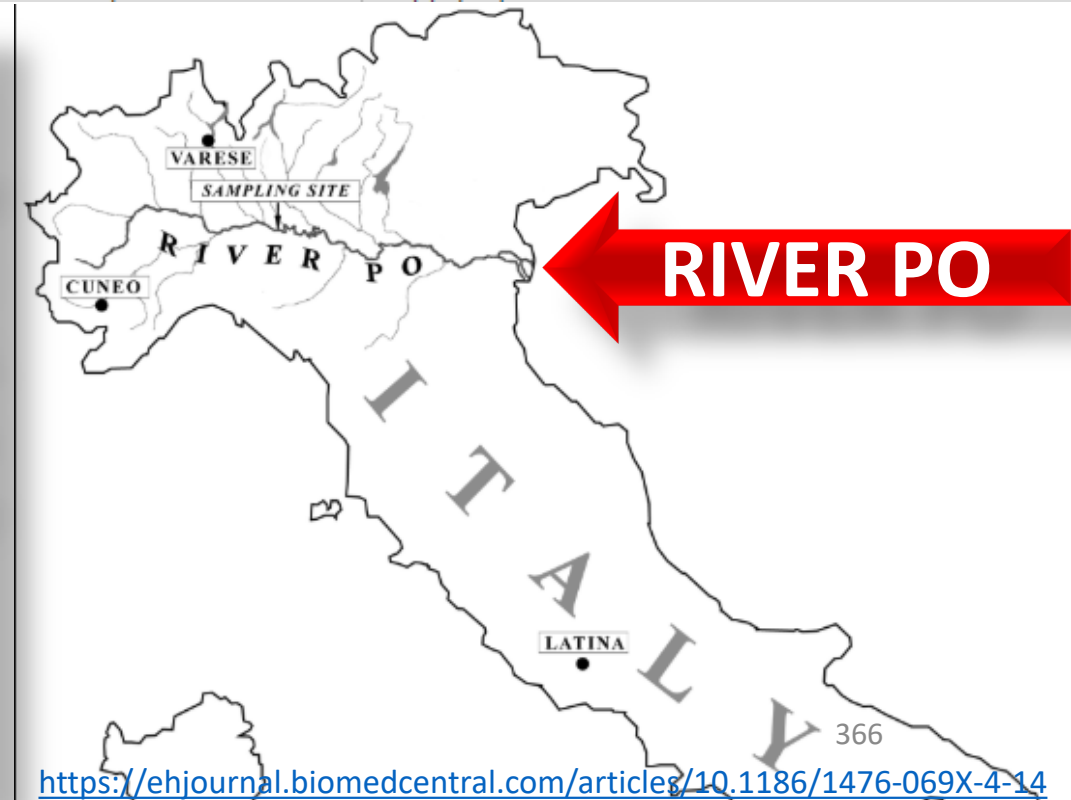 VARESE
SAMPLING SITE
RIVER PO
RIVER PO
CUNEO
ITALY
LATINA
366
https://ehjournal.biomedcentral.com/articles/10.1186/1476-069X-4-14